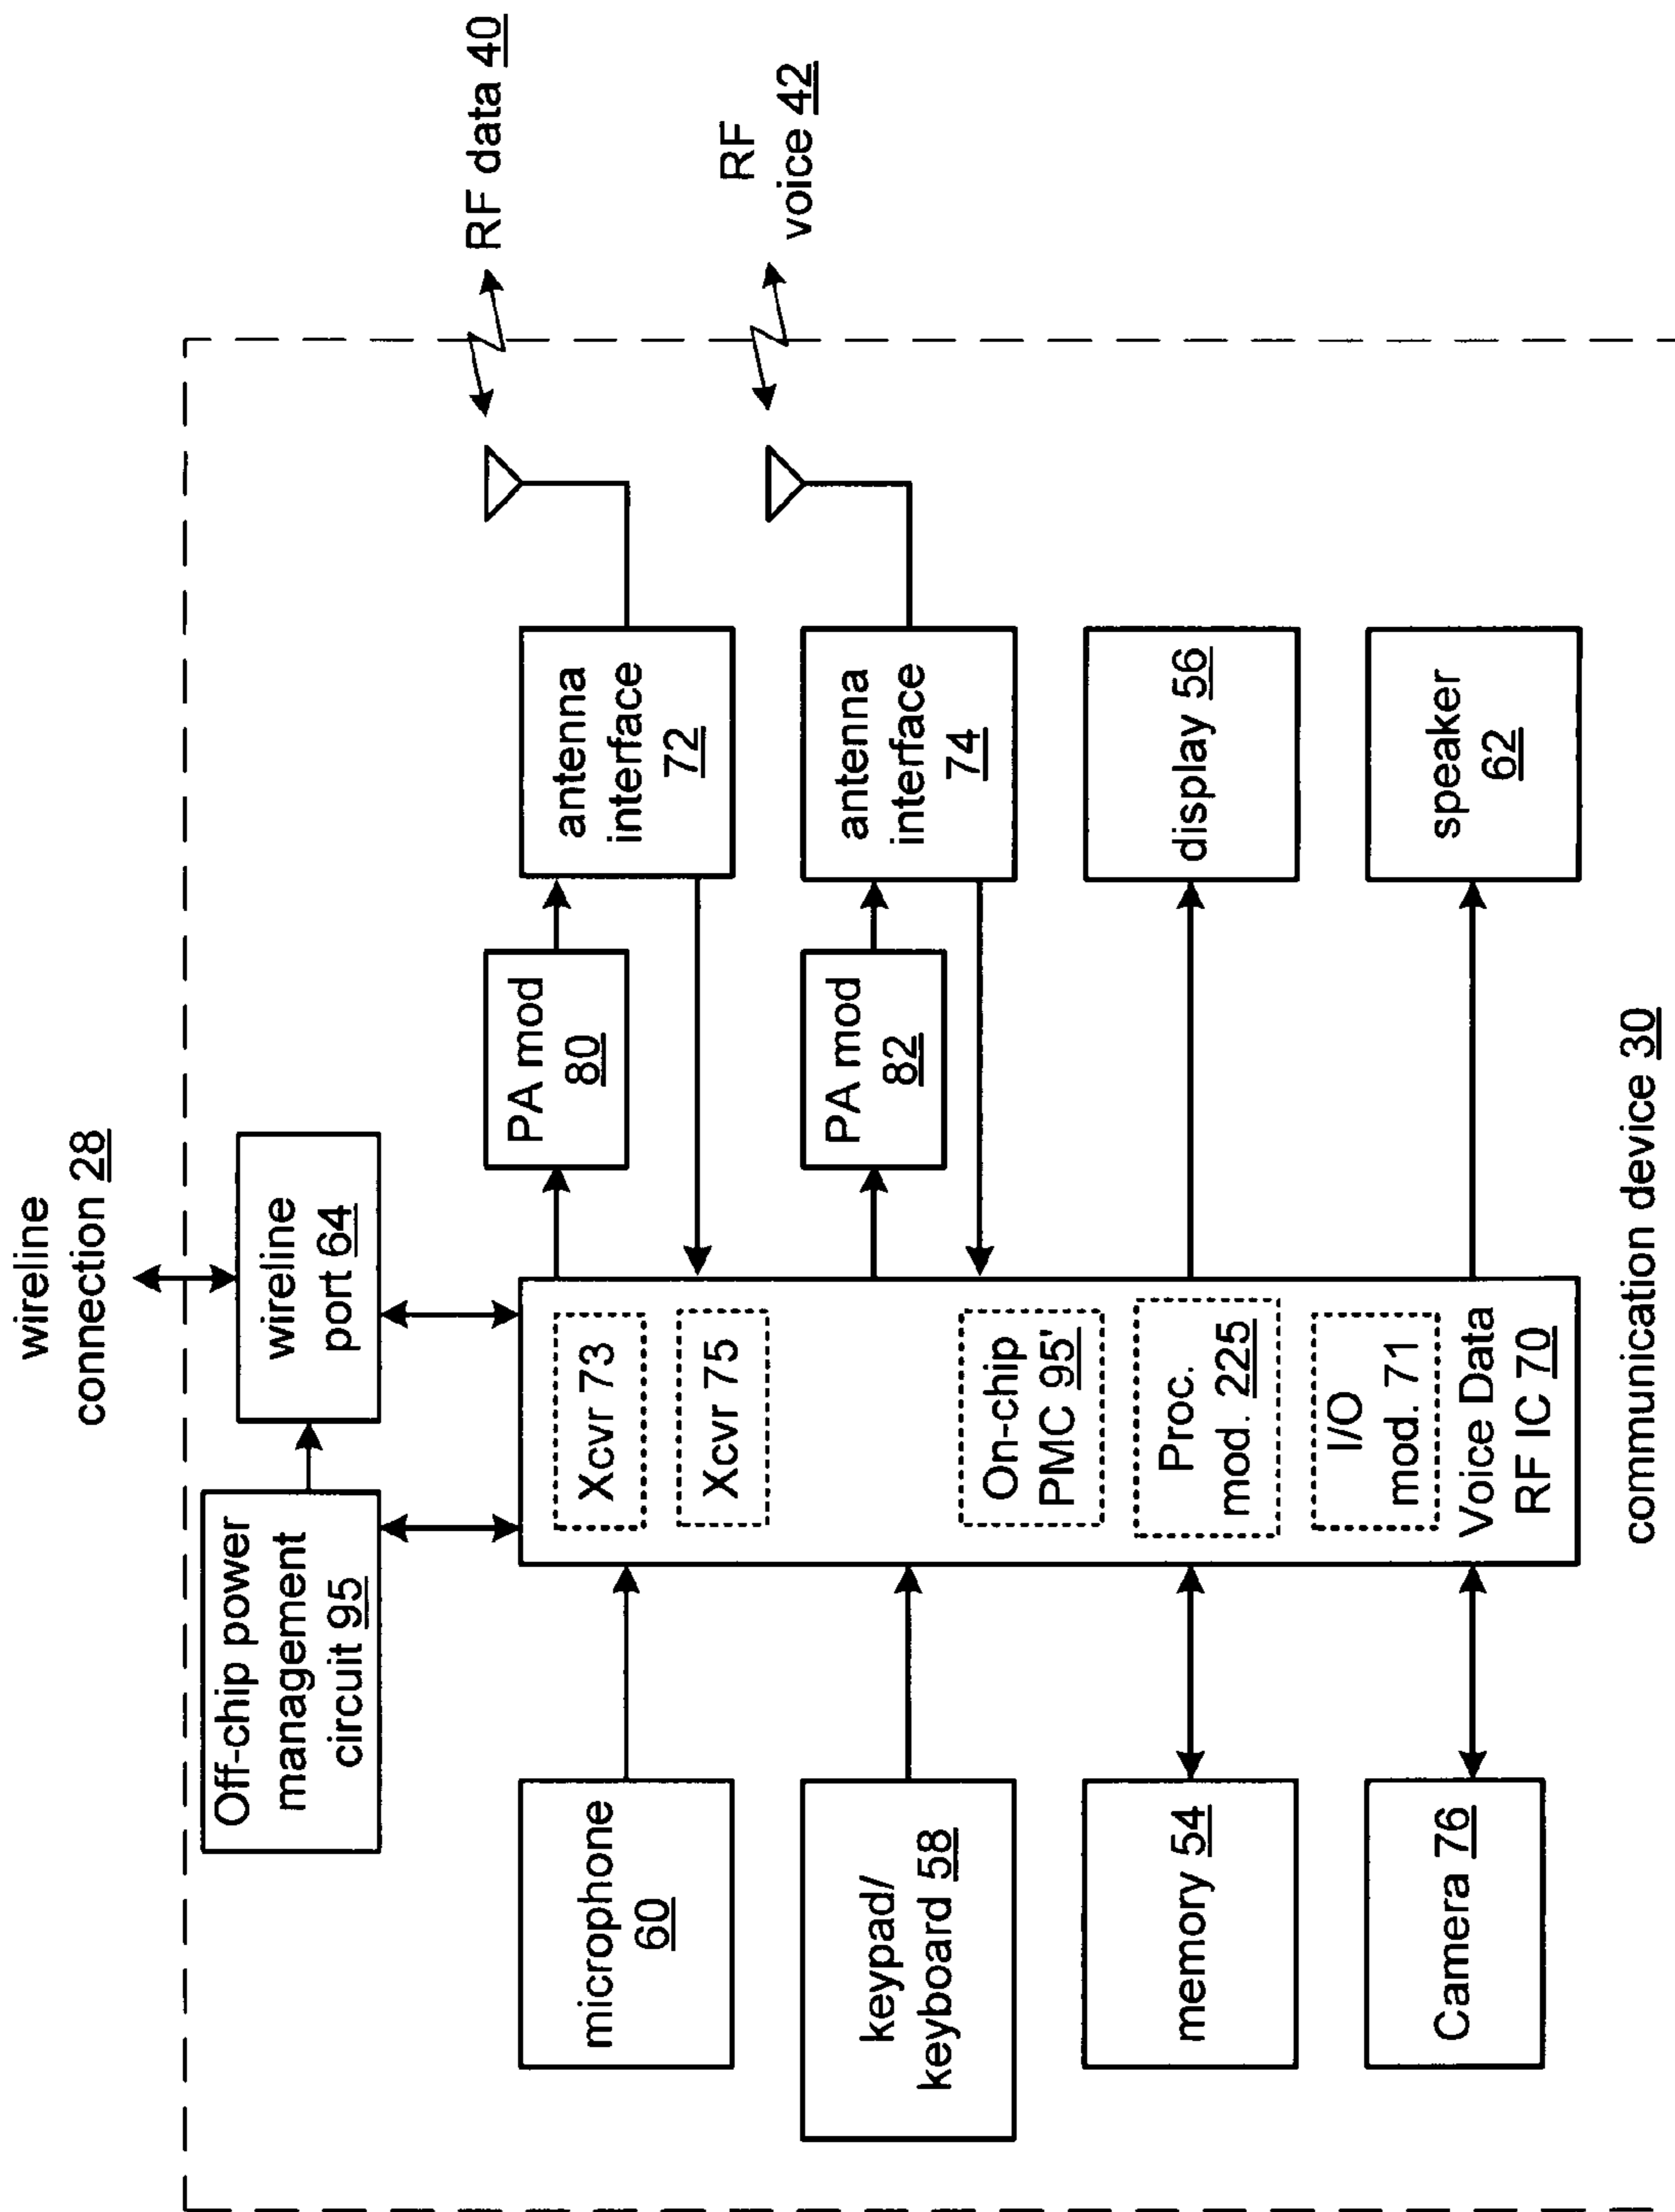 wireline
connection 28
RF data 40
RF
voice 42
Off-chip power
management
circuit 95
wireline
port 64
microphone
60
keypad/
keyboard 58
memory 54
Camera 76
Xcvr 73
Xcvr 75
On-chip
PMC 95'
Proc.
mod. 225
I/O
mod. 71
Voice Data
RF IC 70
PA mod
80
PA mod
82
antenna
interface
72
antenna
interface
74
display 56
speaker
62
communication device 30